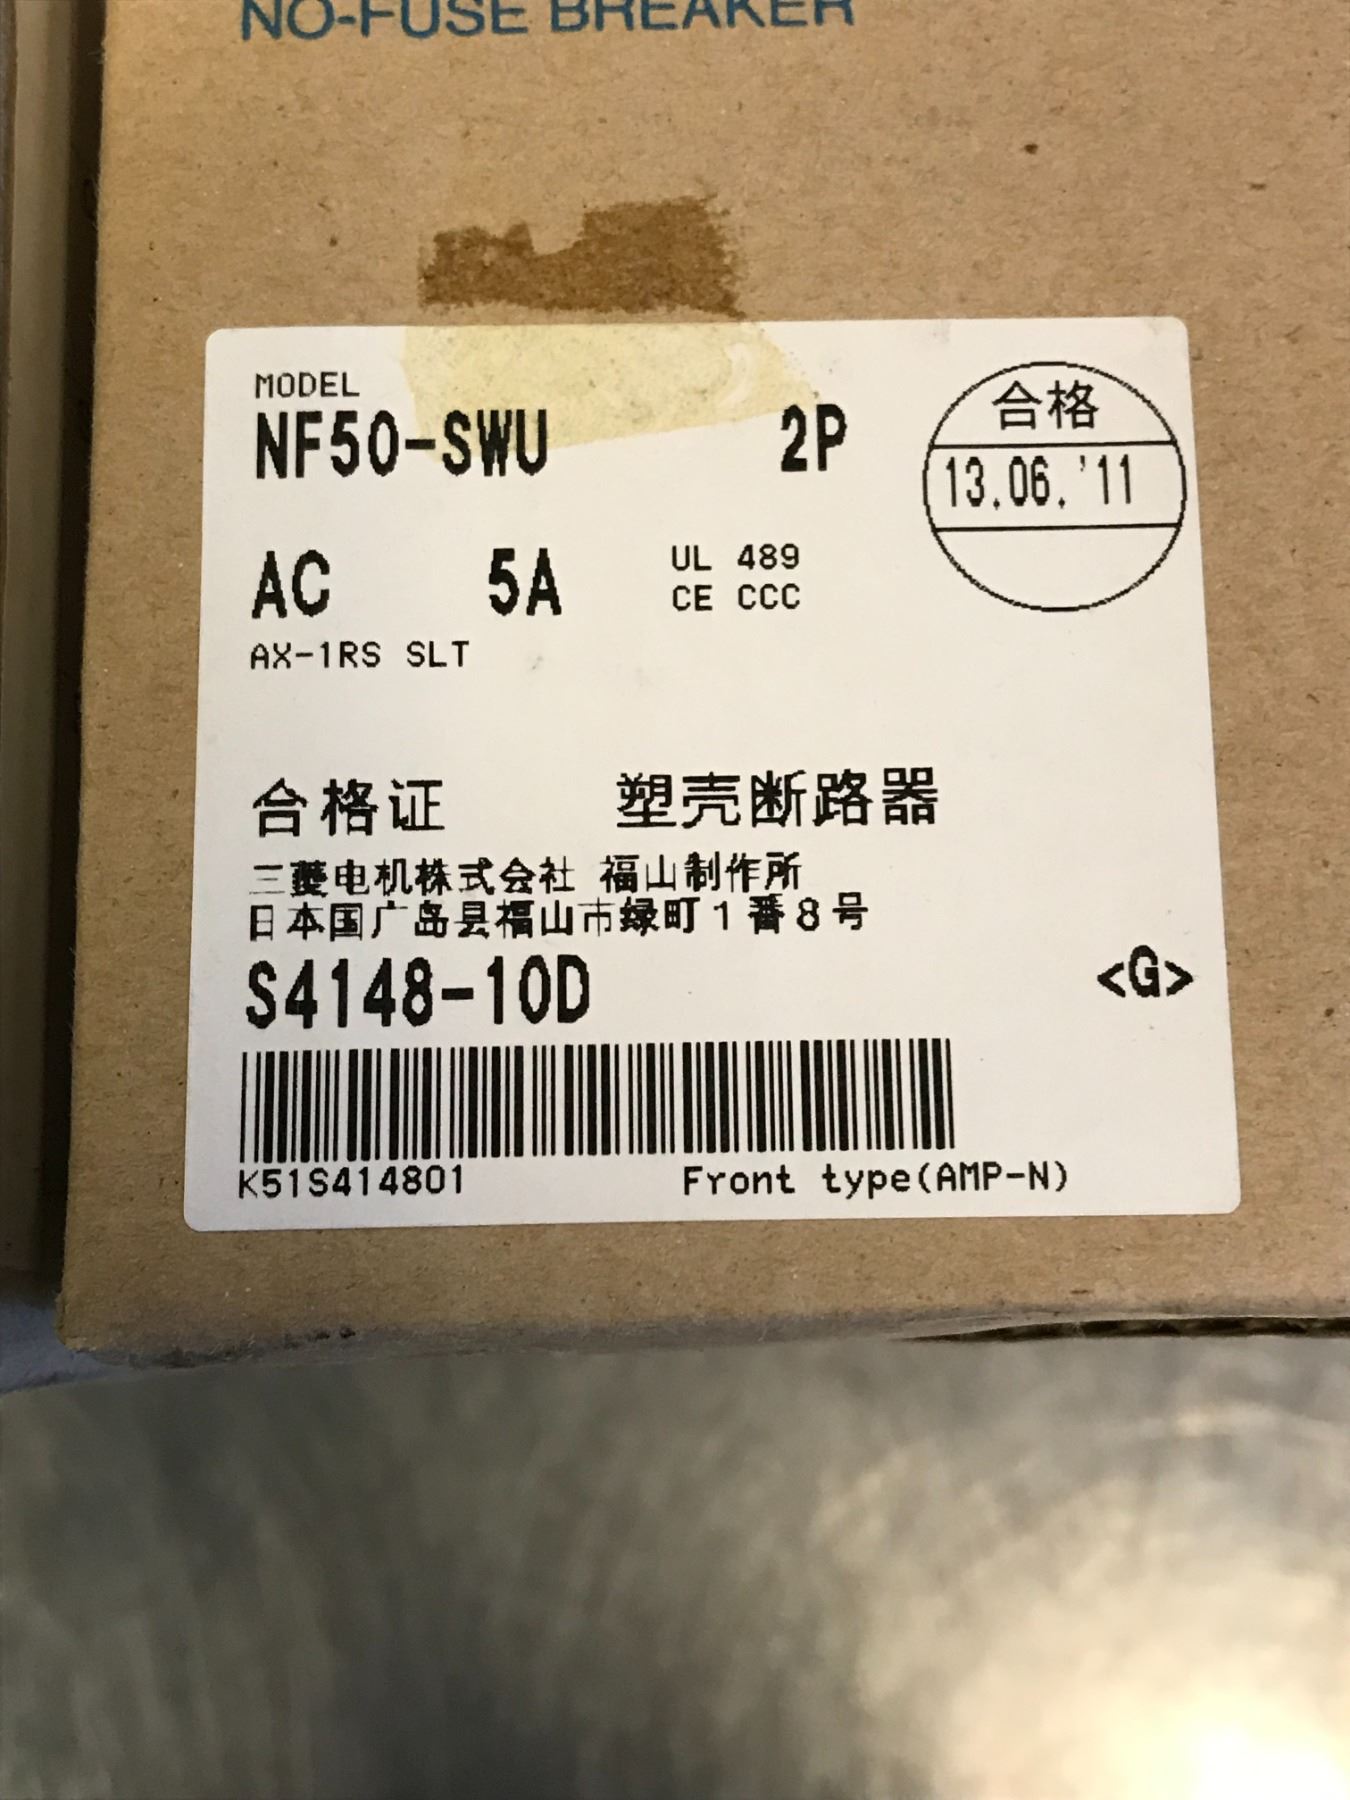 NO-FUSE BREAKER
MODEL
NF50-SWU 2P
合格
13.06.'11
AC 5A
UL 489
CE CCC
AX-1RS SLT
合格证 塑壳断路器
三菱电机株式会社 福山制作所
日本国广岛县福山市緑町1番8号
S4148-10D <G>
K51S414801 Front type(AMP-N)